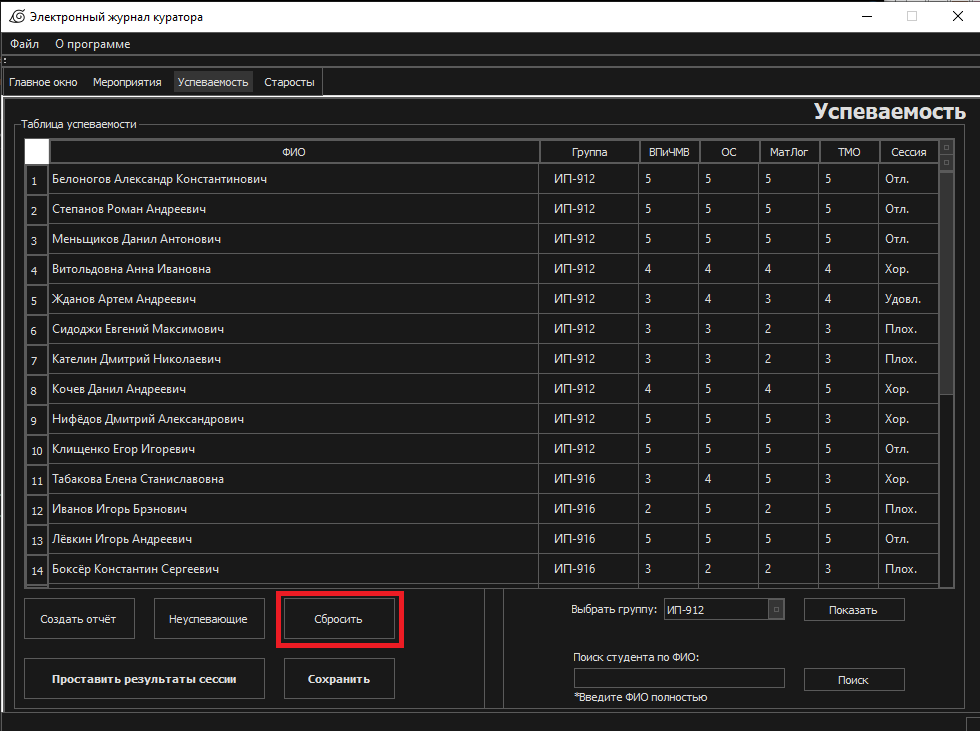 Электронный журнал куратора
Файл О программе
Главное окно Мероприятия Успеваемость Старосты
Успеваемость
Таблица успеваемости
ФИО Группа ВПиЧМВ ОС МатЛог ТМО Сессия
1 Белоногов Александр Константинович ИП-912 5 5 5 5 Отл.
2 Степанов Роман Андреевич ИП-912 5 5 5 5 Отл.
3 Меньщиков Данил Антонович ИП-912 5 5 5 5 Отл.
4 Витольдовна Анна Ивановна ИП-912 4 4 4 4 Хор.
5 Жданов Артем Андреевич ИП-912 3 4 3 4 Удовл.
6 Сидоджи Евгений Максимович ИП-912 3 3 2 3 Плох.
7 Кателин Дмитрий Николаевич ИП-912 3 3 2 3 Плох.
8 Кочев Данил Андреевич ИП-912 4 5 4 5 Хор.
9 Нифёдов Дмитрий Александрович ИП-912 5 5 5 3 Хор.
10 Клищенко Егор Игоревич ИП-912 5 5 5 5 Отл.
11 Табакова Елена Станиславовна ИП-916 3 4 5 3 Хор.
12 Иванов Игорь Брэнович ИП-916 2 5 2 5 Плох.
13 Лёвкин Игорь Андреевич ИП-916 5 5 5 5 Отл.
14 Боксёр Константин Сергеевич ИП-916 3 2 2 3 Плох.
Создать отчёт Неуспевающие Сбросить Выбрать группу: ИП-912 Показать
Поиск студента по ФИО:
Проставить результаты сессии Сохранить Поиск
*Введите ФИО полностью